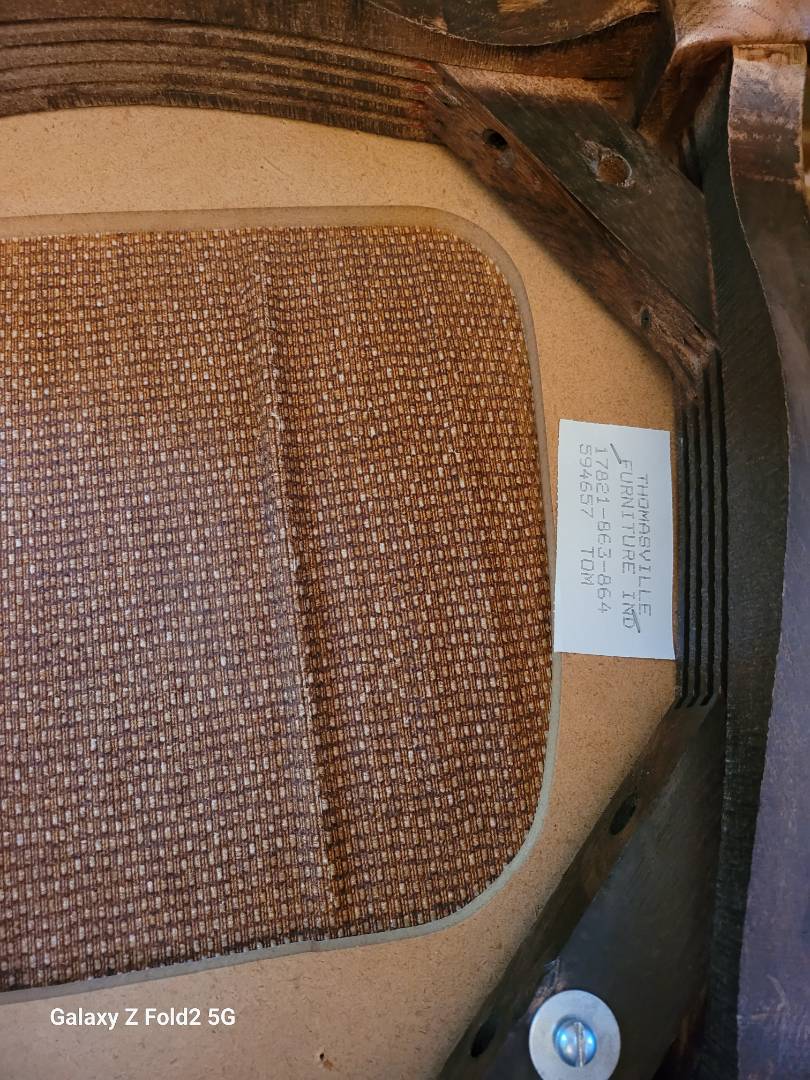 THOMASVILLE
FURNITURE IND
17821-863-864
594657 TOM
Galaxy Z Fold2 5G